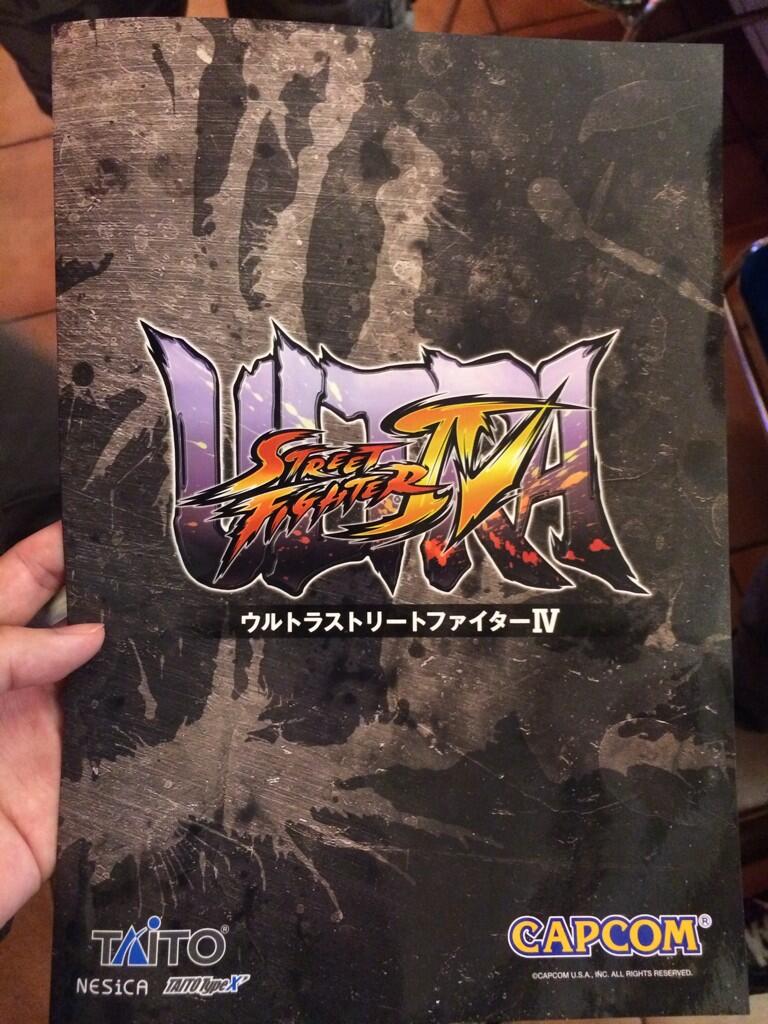 ULTRA
STREET
FIGHTER IV
ウルトラストリートファイターIV
TAITO®
NESiCA TAITO Type X²
CAPCOM®
©CAPCOM U.S.A., INC. ALL RIGHTS RESERVED.